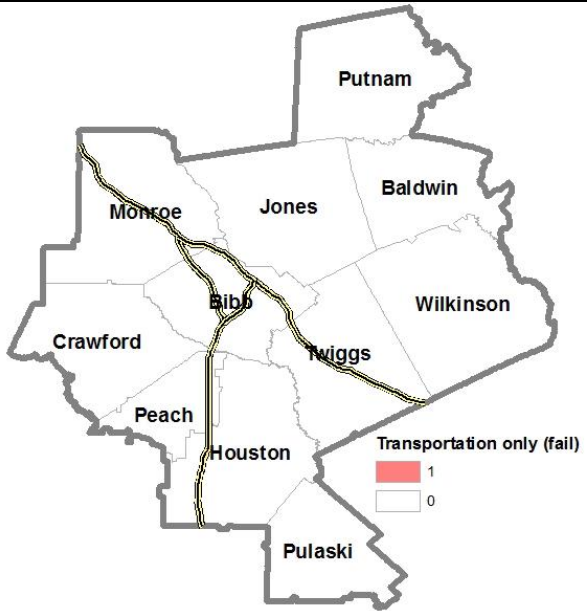 Putnam
Baldwin
Monroe
Jones
Bibb
Wilkinson
Crawford
Twiggs
Peach
Houston
Transportation only (fail)
1
0
Pulaski